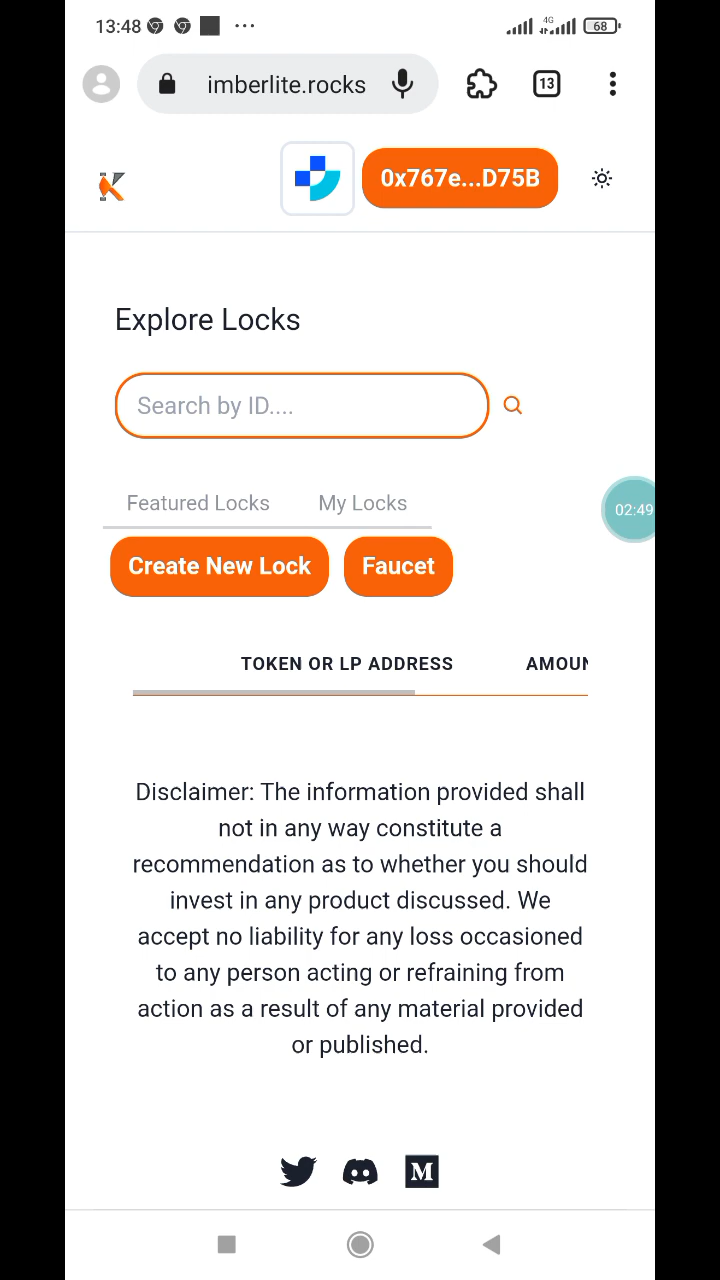 13:48
4G
68
imberlite.rocks
13
0x767e...D75B
Explore Locks
Search by ID....
Featured Locks My Locks
02:49
Create New Lock Faucet
TOKEN OR LP ADDRESS AMOUN
Disclaimer: The information provided shall
not in any way constitute a
recommendation as to whether you should
invest in any product discussed. We
accept no liability for any loss occasioned
to any person acting or refraining from
action as a result of any material provided
or published.
M